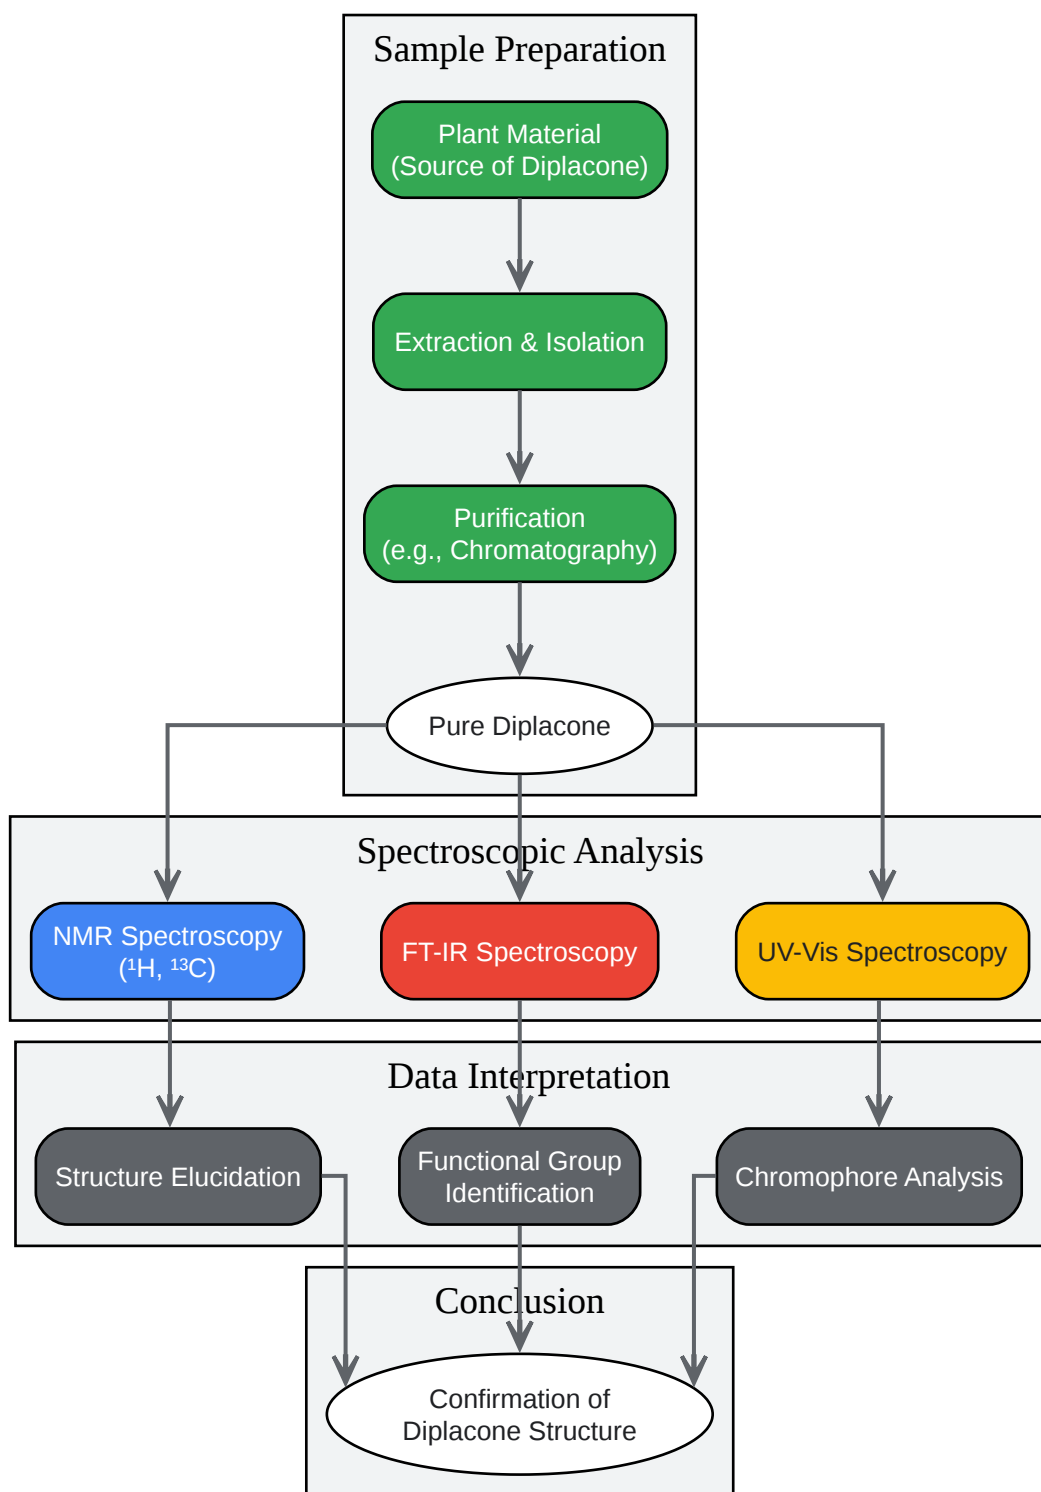 Sample Preparation
Plant Material
(Source of Diplacone)
Extraction & Isolation
Purification
(e.g., Chromatography)
Pure Diplacone
Spectroscopic Analysis
NMR Spectroscopy
(¹H, ¹³C)
FT-IR Spectroscopy
UV-Vis Spectroscopy
Data Interpretation
Structure Elucidation
Functional Group
Identification
Chromophore Analysis
Conclusion
Confirmation of
Diplacone Structure